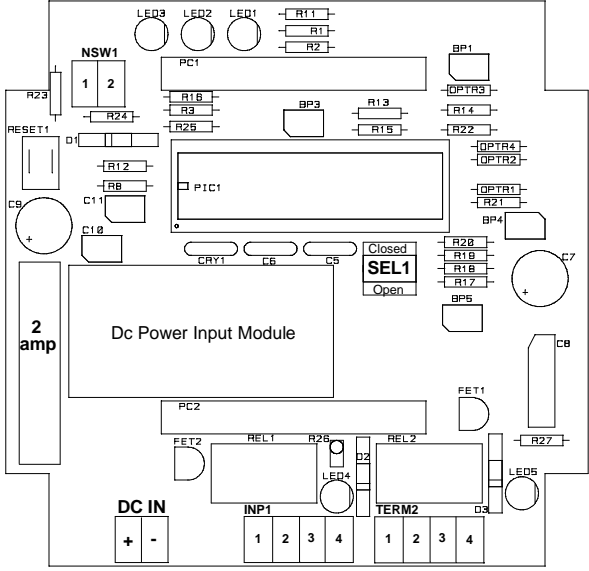 LED3 LED2 LED1
R11
R1
R2
NSW1
1 2
PC1
BP1
R23
R16
R3
R25
BP3
R13
R15
OPTR3
R14
R22
R24
RESET1
D1
R12
R8
C11
PIC1
OPTR4
OPTR2
OPTR1
R21
C9
+
C10
BP4
CRY1 C6 C5
Closed
SEL1
Open
R20
R19
R18
R17
C7
+
BP5
2
amp
Dc Power Input Module
C8
PC2
FET1
FET2
REL1
R26
REL2
R27
D2
LED4
LED5
D3
DC IN
+ -
INP1
1 2 3 4
TERM2
1 2 3 4